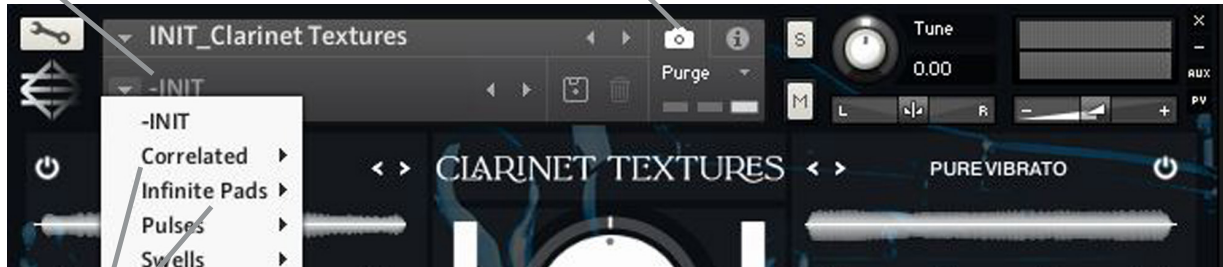 INIT_Clarinet Textures
S
Tune
-INIT
Purge
0.00
AUX
M
L
R
-
+
PV
-INIT
Correlated
Infinite Pads
CLARINET TEXTURES
PURE VIBRATO
Pulses
Swells